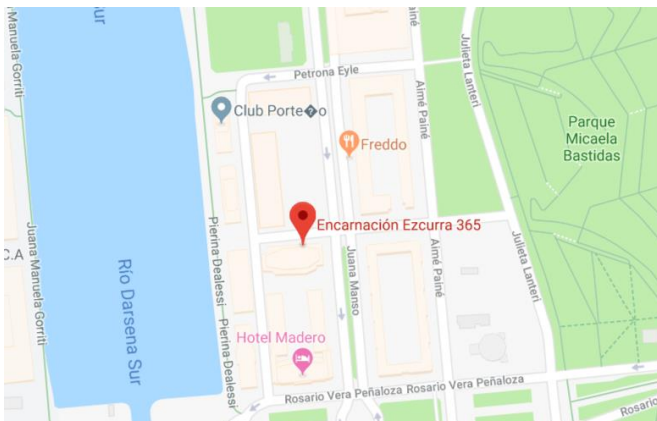 Manuela Gorriti
ur
Petrona Eyle
Julieta Lanteri
Aimé Painé
Club Porte�o
Freddo
Parque
Micaela
Bastidas
Encarnación Ezcurra 365
Juana Manuela Gorriti
C.A
Río Darsena Sur
Pierina Dealessi
Pierina Dealessi
Juana Manso
Aimé Painé
Julieta Lanteri
Hotel Madero
Rosario Vera Peñaloza
Rosario Vera Peñaloza
Rosario